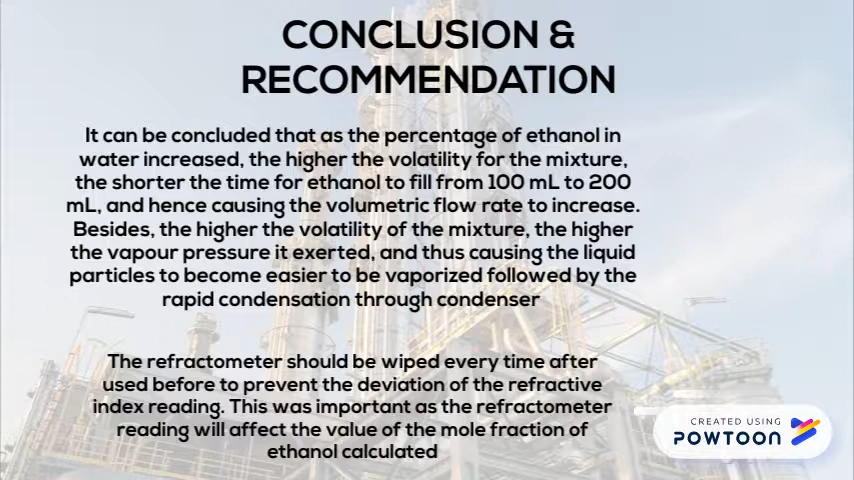 CONCLUSION &
RECOMMENDATION
It can be concluded that as the percentage of ethanol in
water increased, the higher the volatility for the mixture,
the shorter the time for ethanol to fill from 100 mL to 200
mL, and hence causing the volumetric flow rate to increase.
Besides, the higher the volatility of the mixture, the higher
the vapour pressure it exerted, and thus causing the liquid
particles to become easier to be vaporized followed by the
rapid condensation through condenser
The refractometer should be wiped every time after
used before to prevent the deviation of the refractive
index reading. This was important as the refractometer
reading will affect the value of the mole fraction of
ethanol calculated
CREATED USING
POWTOON